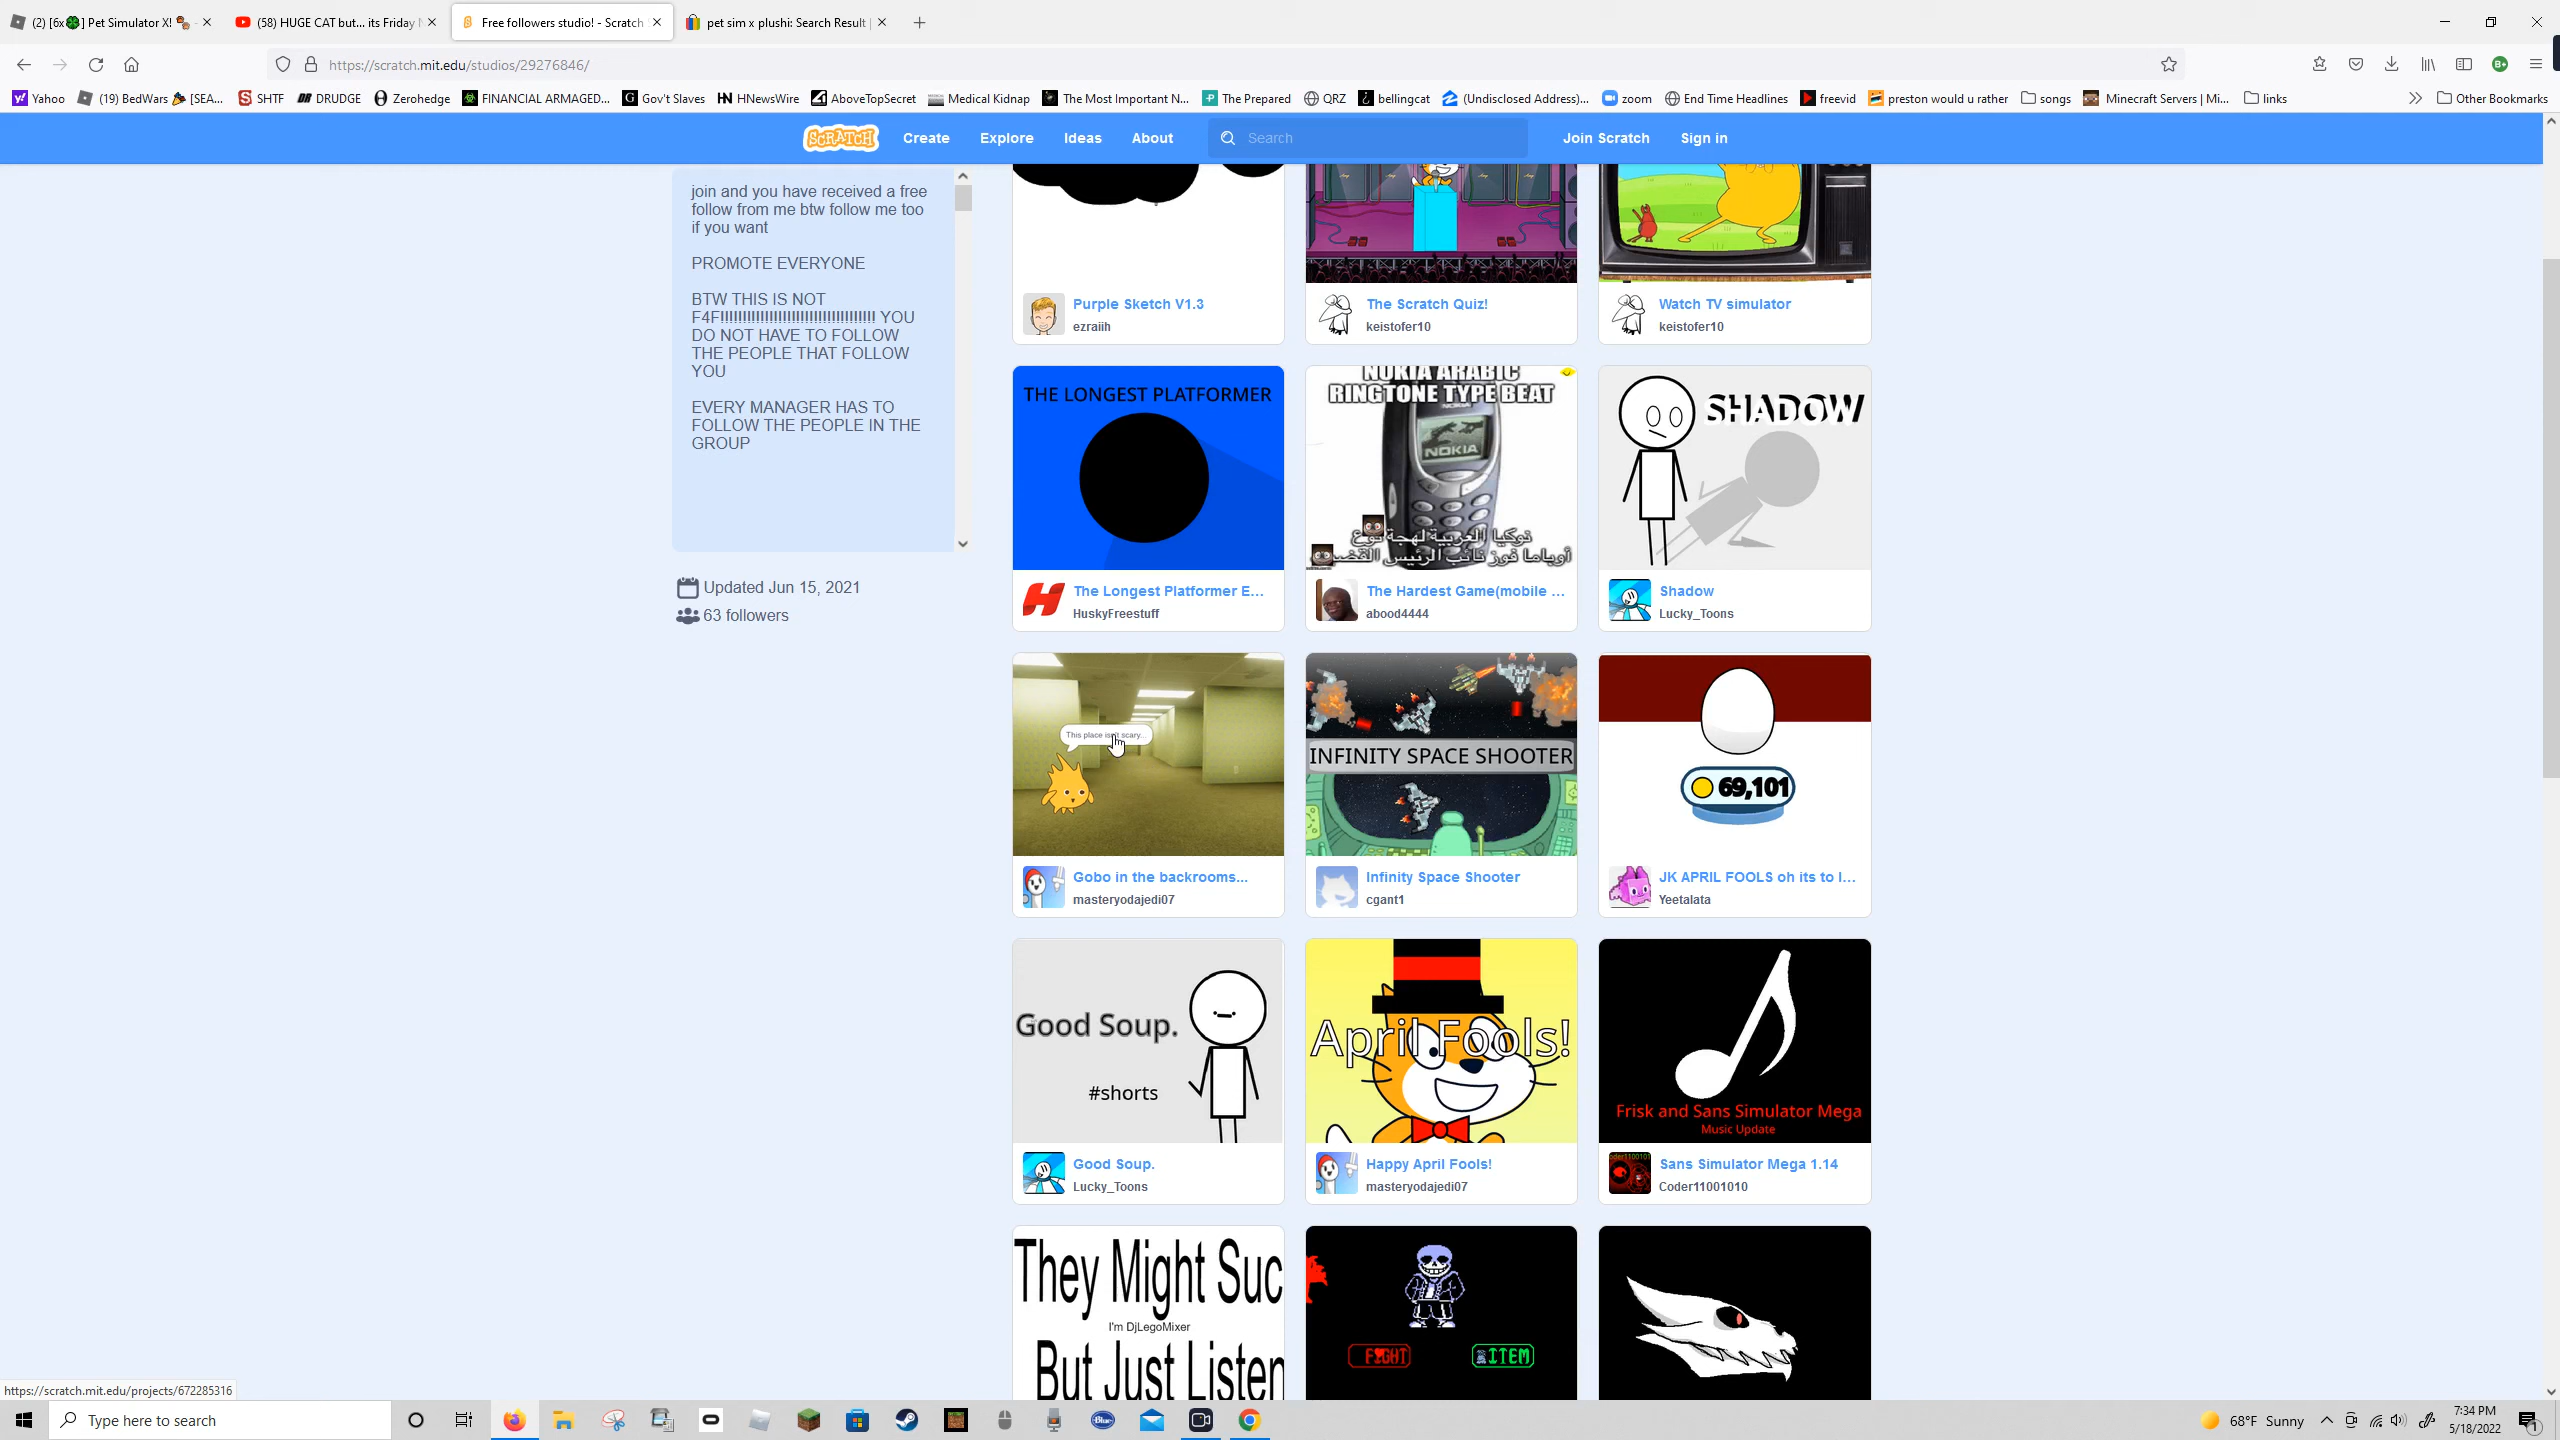 (2) [6x🍀] Pet Simulator X! 🐾 -
(58) HUGE CAT but... its Friday N
Free followers studio! - Scratch
pet sim x plushi: Search Result
https://scratch.mit.edu/studios/29276846/
Yahoo
(19) BedWars 🎉 [SEA...
SHTF
DRUDGE
Zerohedge
FINANCIAL ARMAGED...
Gov't Slaves
HNewsWire
AboveTopSecret
Medical Kidnap
The Most Important N...
The Prepared
QRZ
bellingcat
(Undisclosed Address)...
zoom
End Time Headlines
freevid
preston would u rather
songs
Minecraft Servers | Mi...
links
Other Bookmarks
SCRATCH
Create
Explore
Ideas
About
Search
Join Scratch
Sign in
join and you have received a free
follow from me btw follow me too
if you want
PROMOTE EVERYONE
BTW THIS IS NOT
F4F!!!!!!!!!!!!!!!!!!!!!!!!!!!!!!!!!!! YOU
DO NOT HAVE TO FOLLOW
THE PEOPLE THAT FOLLOW
YOU
EVERY MANAGER HAS TO
FOLLOW THE PEOPLE IN THE
GROUP
Updated Jun 15, 2021
63 followers
Purple Sketch V1.3
ezraiih
The Scratch Quiz!
keistofer10
Watch TV simulator
keistofer10
THE LONGEST PLATFORMER
The Longest Platformer E...
HuskyFreestuff
NOKIA ARABIC
RINGTONE TYPE BEAT
NOKIA
نوكيا العربية لهجة نوع
أوباما فوز نائب الرئيس
The Hardest Game(mobile ...
abood4444
SHADOW
Shadow
Lucky_Toons
This place isn't scary...
Gobo in the backrooms...
masteryodajedi07
INFINITY SPACE SHOOTER
Infinity Space Shooter
cgant1
69,101
JK APRIL FOOLS oh its to l...
Yeetalata
Good Soup.
#shorts
Good Soup.
Lucky_Toons
April Fools!
Happy April Fools!
masteryodajedi07
Frisk and Sans Simulator Mega
Music Update
Sans Simulator Mega 1.14
Coder11001010
They Might Suc
I'm DjLegoMixer
But Just Listen
FIGHT
ITEM
https://scratch.mit.edu/projects/672285316
Type here to search
Blue
68°F Sunny
7:34 PM
5/18/2022
1